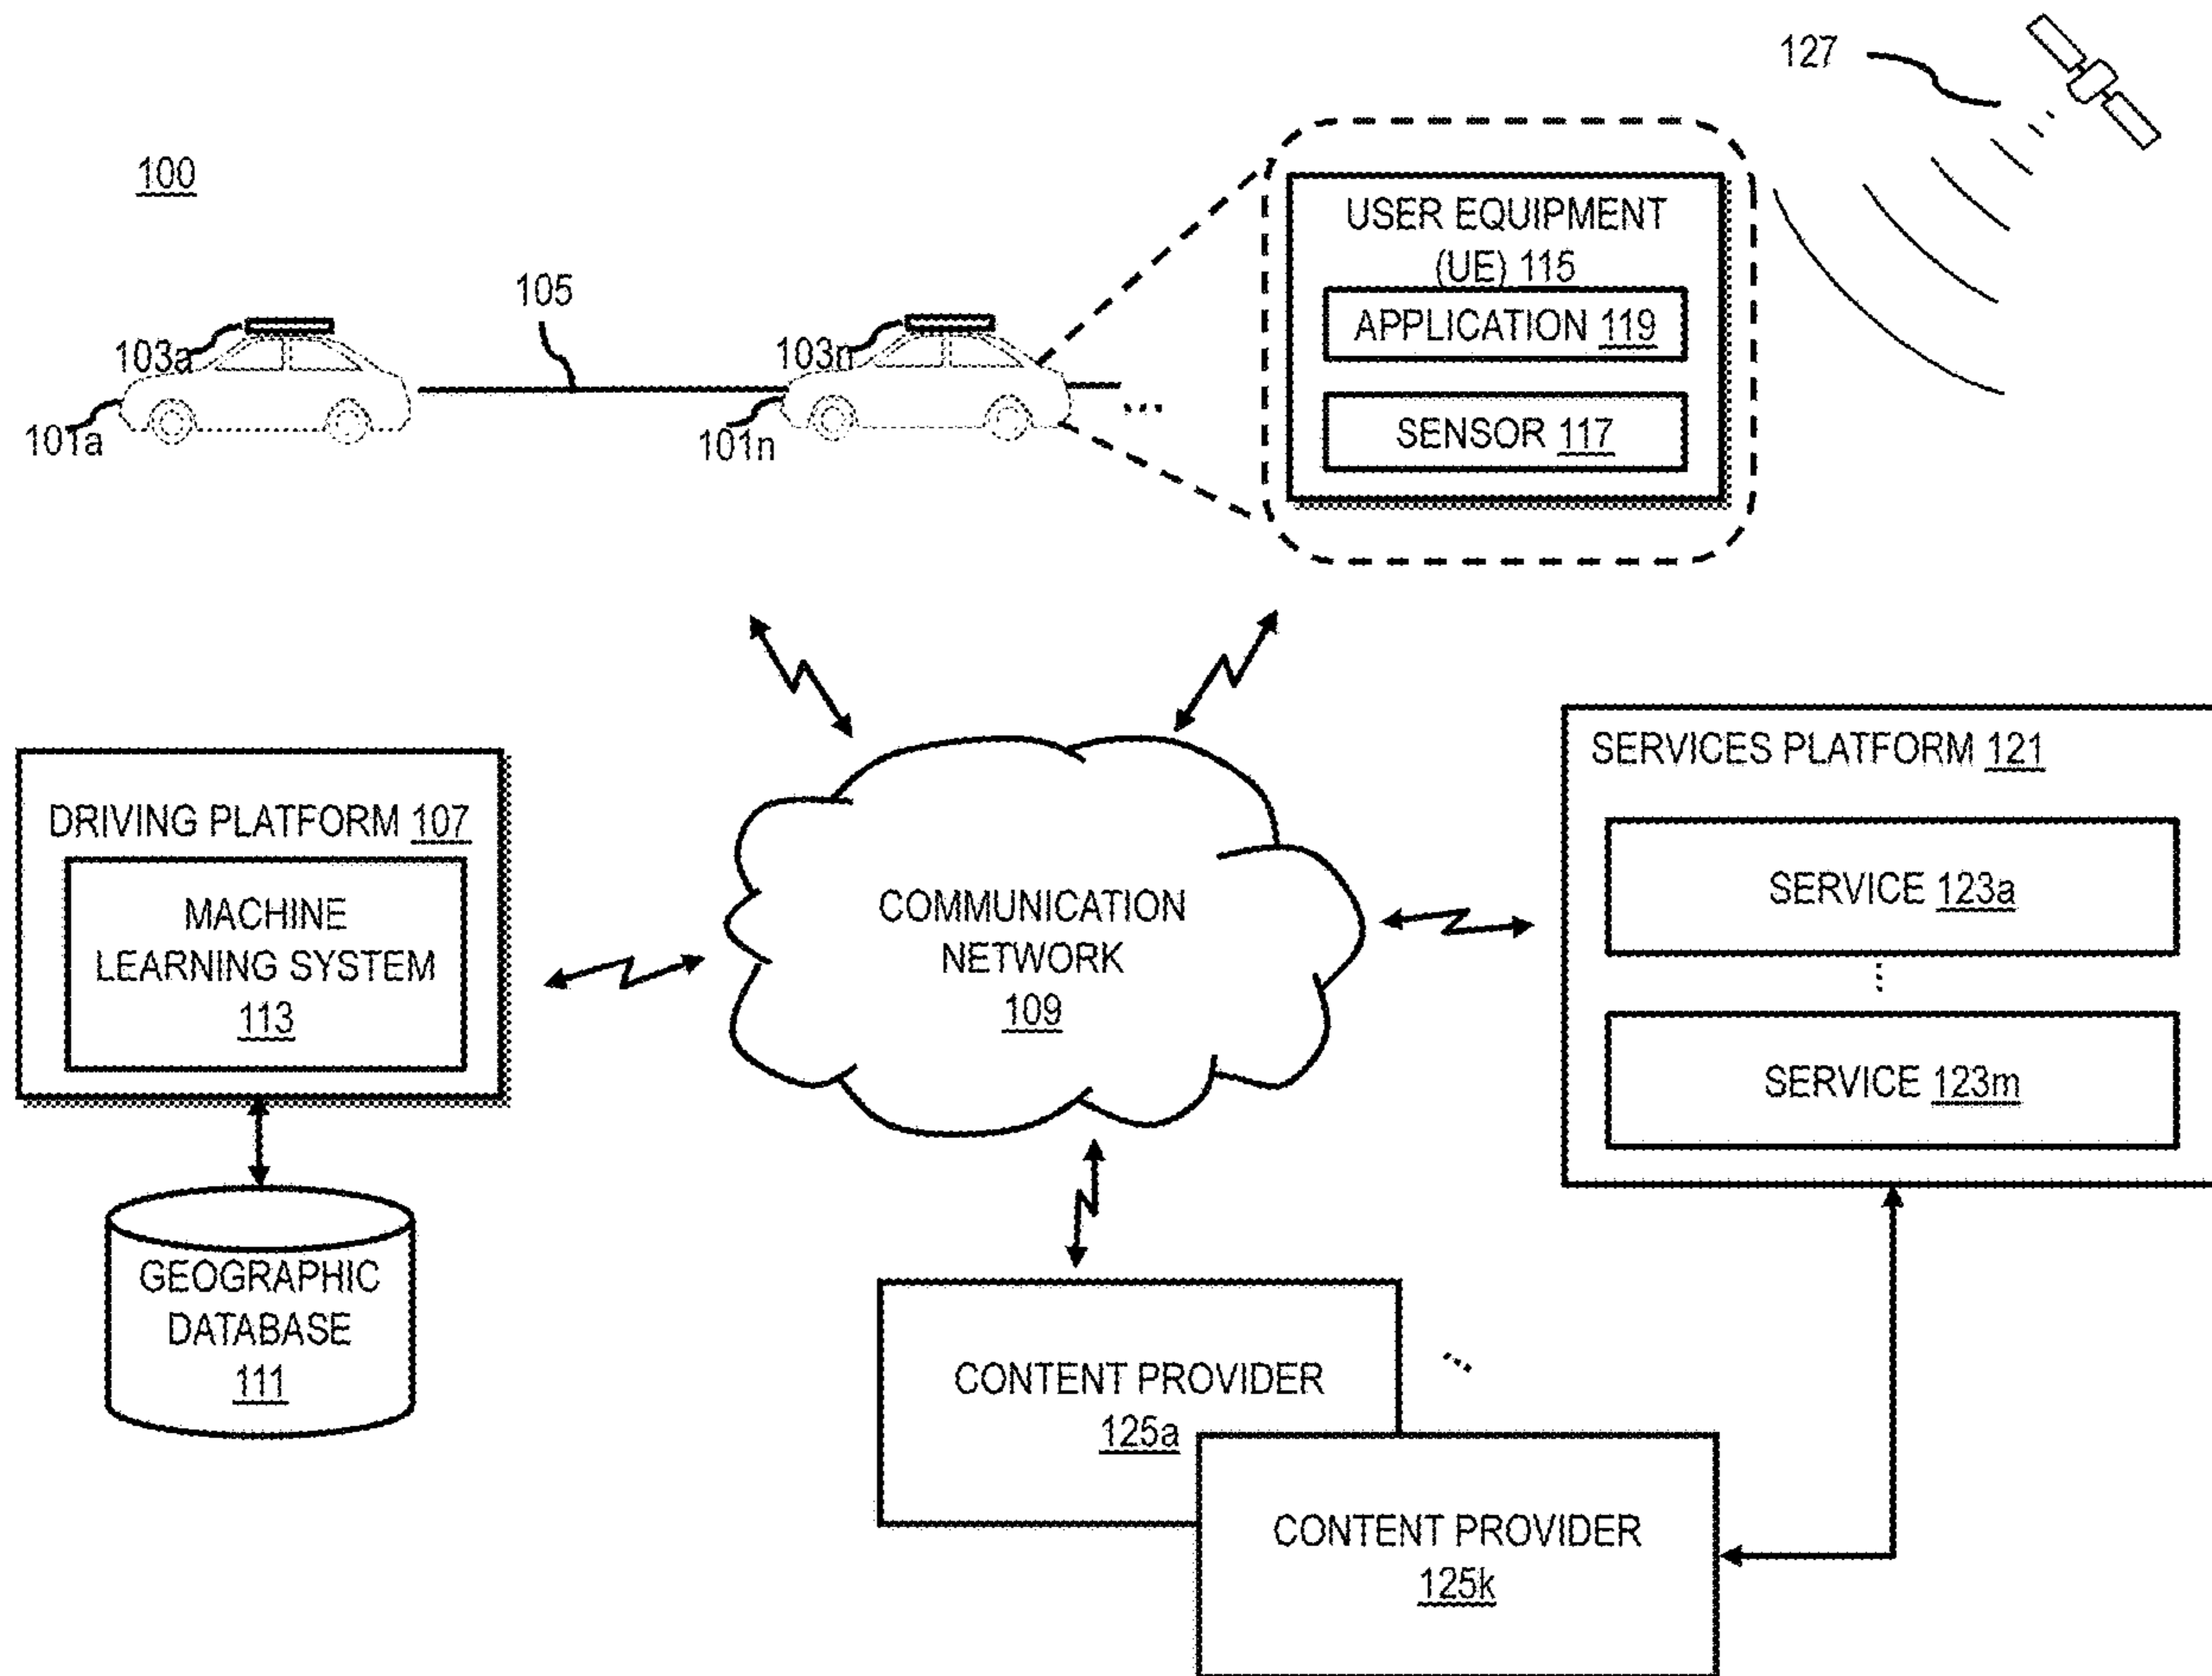 127
100
USER EQUIPMENT
(UE) 115
105
APPLICATION 119
103a
103n
SENSOR 117
101a
101n
...
SERVICES PLATFORM 121
DRIVING PLATFORM 107
SERVICE 123a
MACHINE
LEARNING SYSTEM
113
COMMUNICATION
NETWORK
109
...
SERVICE 123m
GEOGRAPHIC
DATABASE
111
CONTENT PROVIDER
125a
...
CONTENT PROVIDER
125k